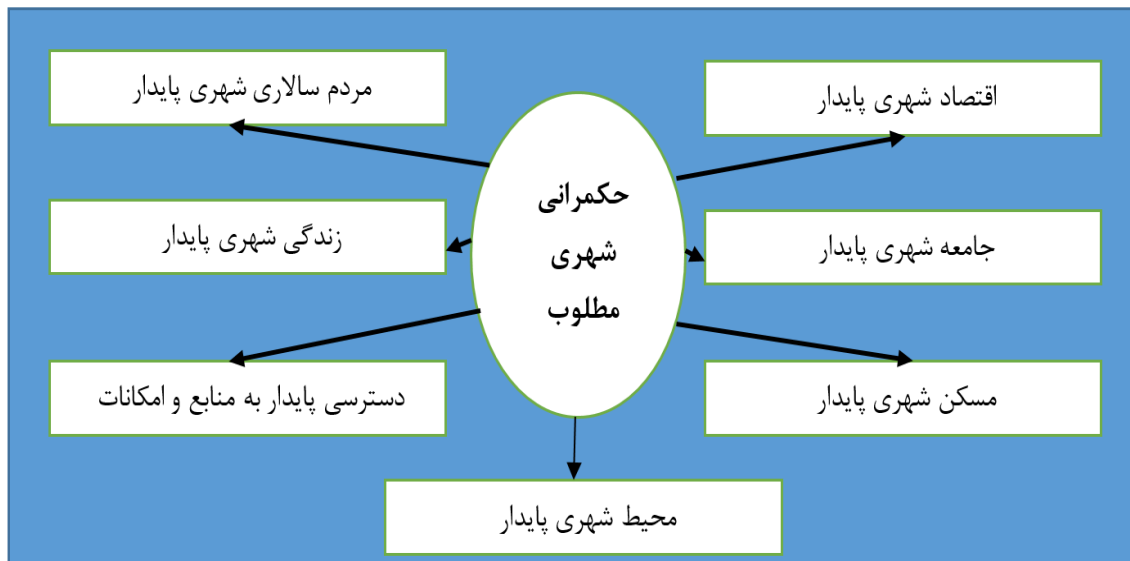 مردم سالاری شهری پایدار
اقتصاد شهری پایدار
حکمرانی
شهری
مطلوب
زندگی شهری پایدار
جامعه شهری پایدار
دسترسی پایدار به منابع و امکانات
مسکن شهری پایدار
محیط شهری پایدار